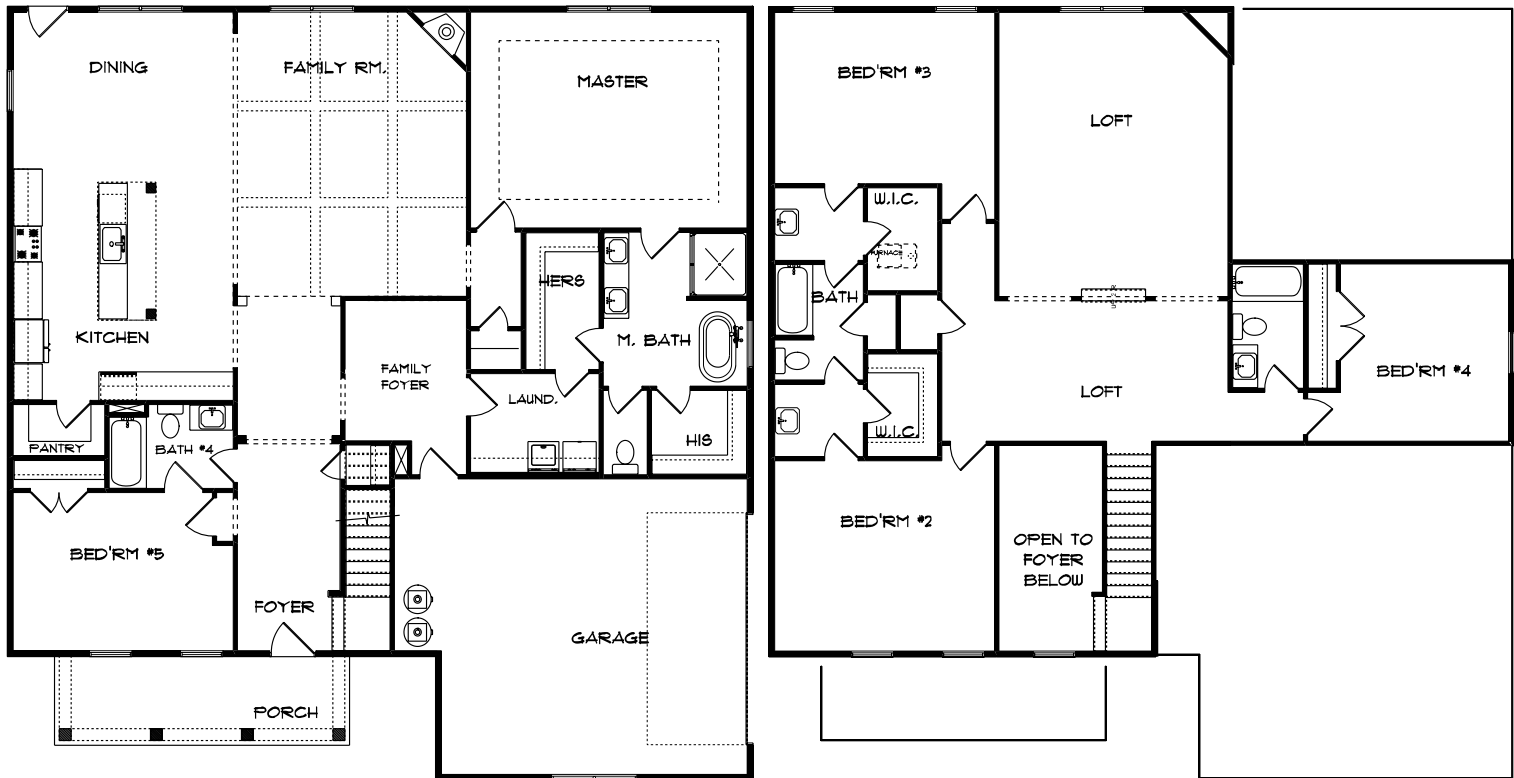 DINING
FAMILY RM.
MASTER
HERS
KITCHEN
M. BATH
FAMILY
FOYER
LAUND.
HIS
PANTRY
BATH #4
BED'RM #5
FOYER
GARAGE
PORCH
BED'RM #3
LOFT
W.I.C.
FURNACE
BATH
LOFT
BED'RM #4
W.I.C.
BED'RM #2
OPEN TO
FOYER
BELOW